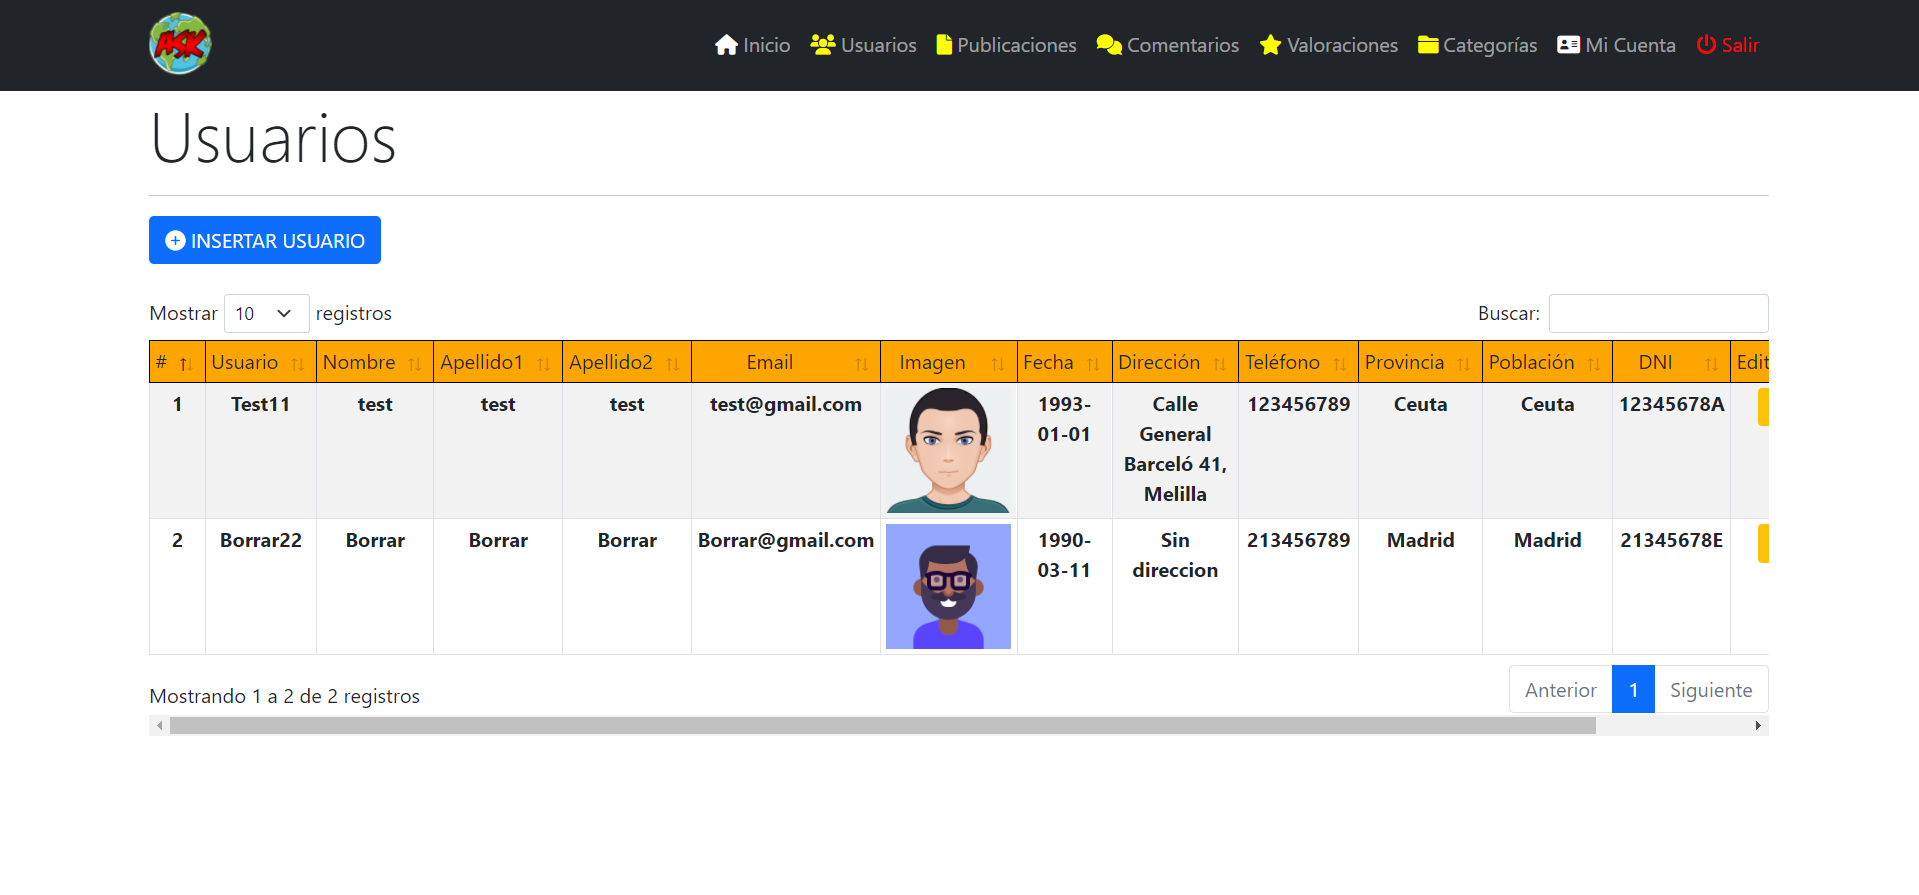 ASK
Inicio Usuarios Publicaciones Comentarios Valoraciones Categorías Mi Cuenta Salir
Usuarios
INSERTAR USUARIO
Mostrar 10 registros Buscar:
# Usuario Nombre Apellido1 Apellido2 Email Imagen Fecha Dirección Teléfono Provincia Población DNI Edit
1 Test11 test test test test@gmail.com 1993- Calle 123456789 Ceuta Ceuta 12345678A
01-01 General
Barceló 41,
Melilla
2 Borrar22 Borrar Borrar Borrar Borrar@gmail.com 1990- Sin 213456789 Madrid Madrid 21345678E
03-11 direccion
Mostrando 1 a 2 de 2 registros Anterior 1 Siguiente